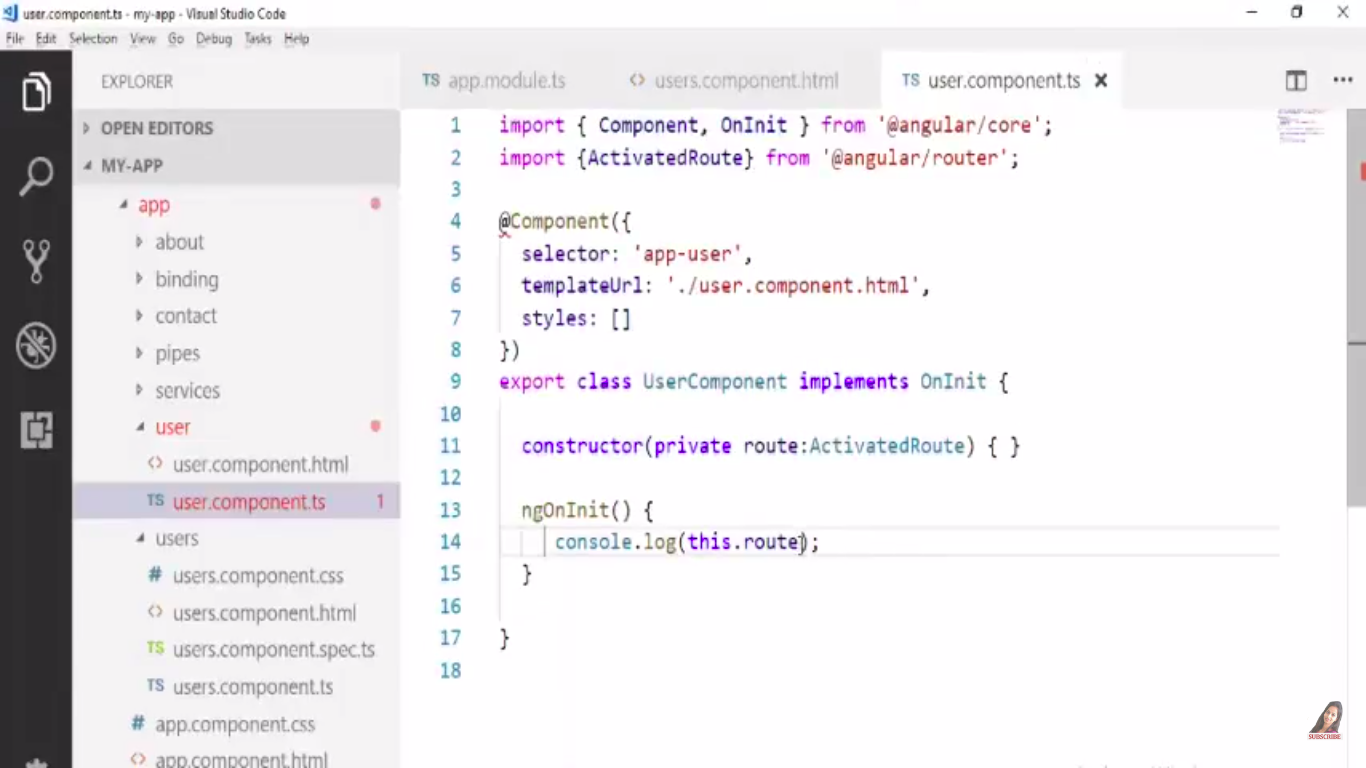 user.component.ts - my-app - Visual Studio Code
File Edit Selection View Go Debug Tasks Help
EXPLORER
OPEN EDITORS
MY-APP
app
about
binding
contact
pipes
services
user
<> user.component.html
TS user.component.ts 1
users
# users.component.css
<> users.component.html
TS users.component.spec.ts
TS users.component.ts
# app.component.css
<> app.component.html
TS app.module.ts <> users.component.html TS user.component.ts
1 import { Component, OnInit } from '@angular/core';
2 import {ActivatedRoute} from '@angular/router';
3
4 @Component({
5 selector: 'app-user',
6 templateUrl: './user.component.html',
7 styles: []
8 })
9 export class UserComponent implements OnInit {
10
11 constructor(private route:ActivatedRoute) { }
12
13 ngOnInit() {
14 console.log(this.route);
15 }
16
17 }
18
SUBSCRIBE